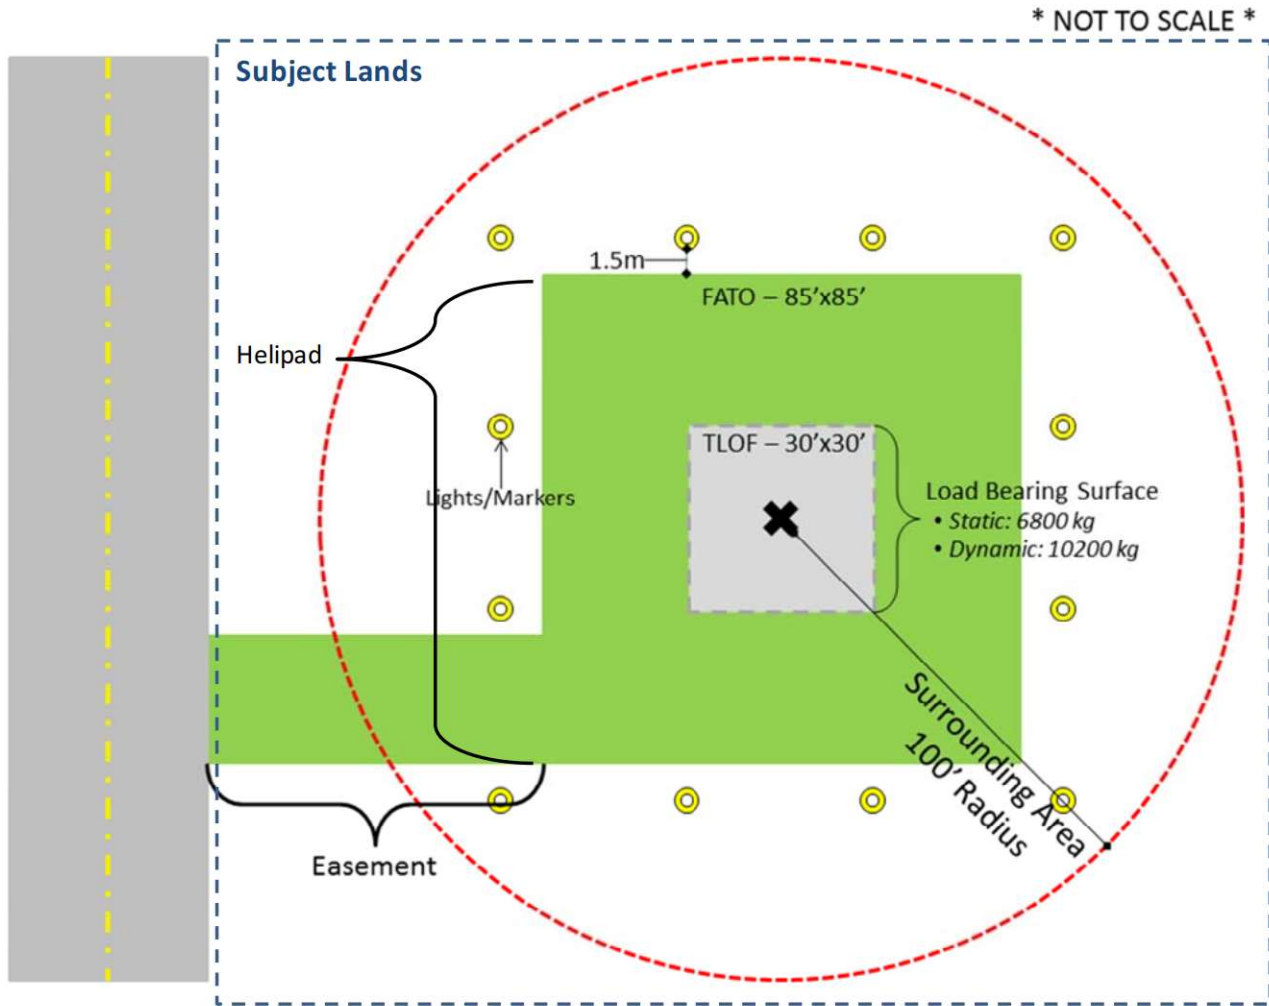 * NOT TO SCALE *
Subject Lands
1.5m
FATO – 85’x85’
Helipad
TLOF – 30’x30’
Lights/Markers
Load Bearing Surface
• Static: 6800 kg
• Dynamic: 10200 kg
Surrounding Area
100’ Radius
Easement